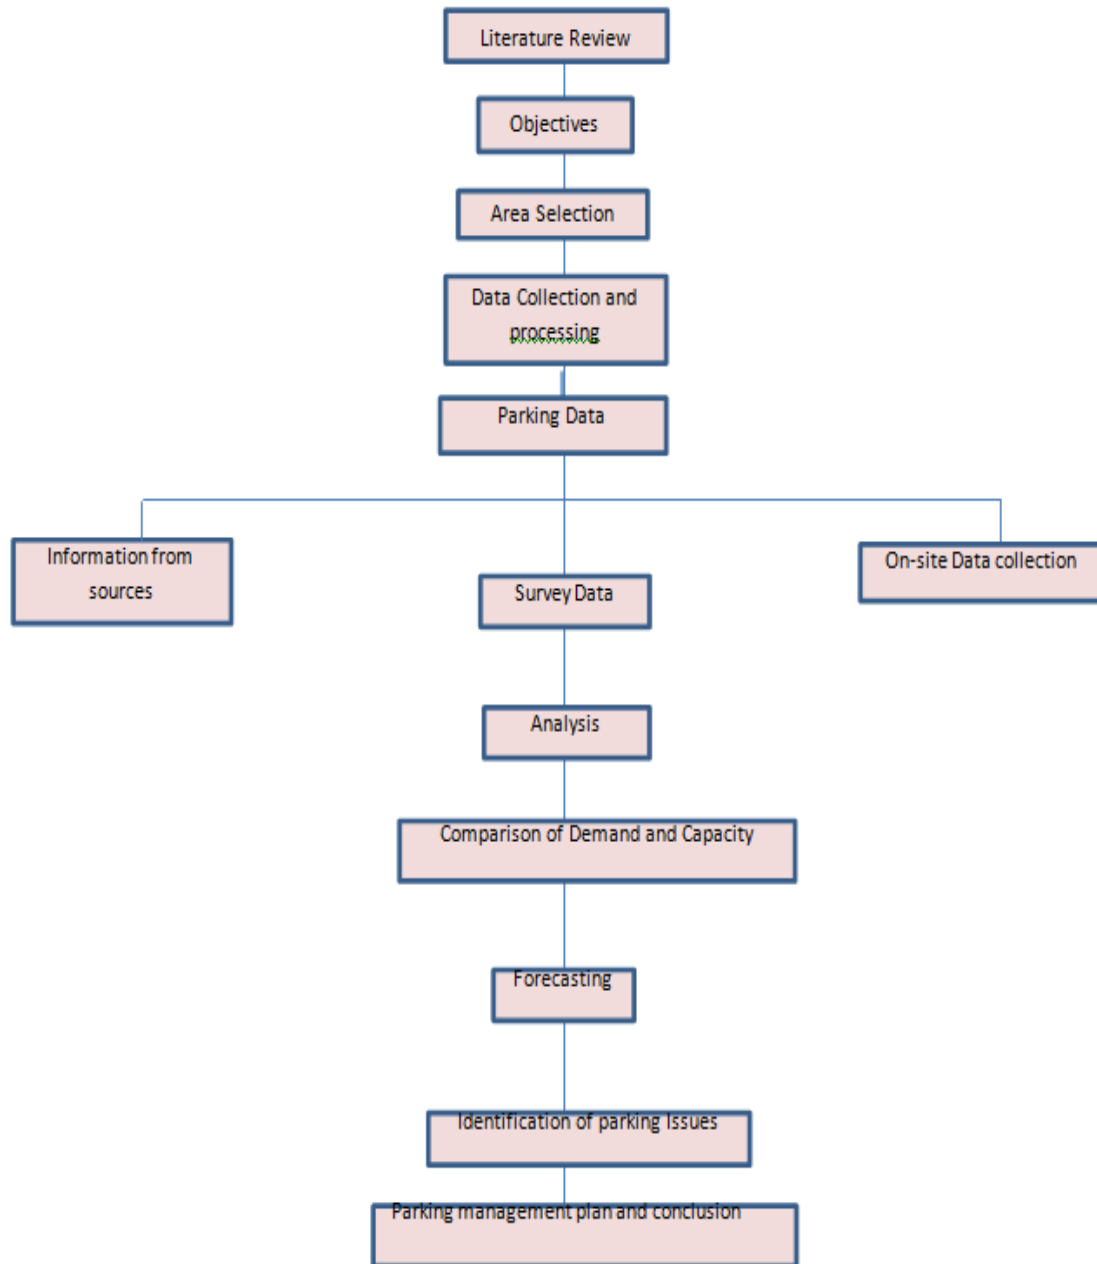 Literature Review
Objectives
Area Selection
Data Collection and
processing
Parking Data
Information from
sources
On-site Data collection
Survey Data
Analysis
Comparison of Demand and Capacity
Forecasting
Identification of parking Issues
Parking management plan and conclusion